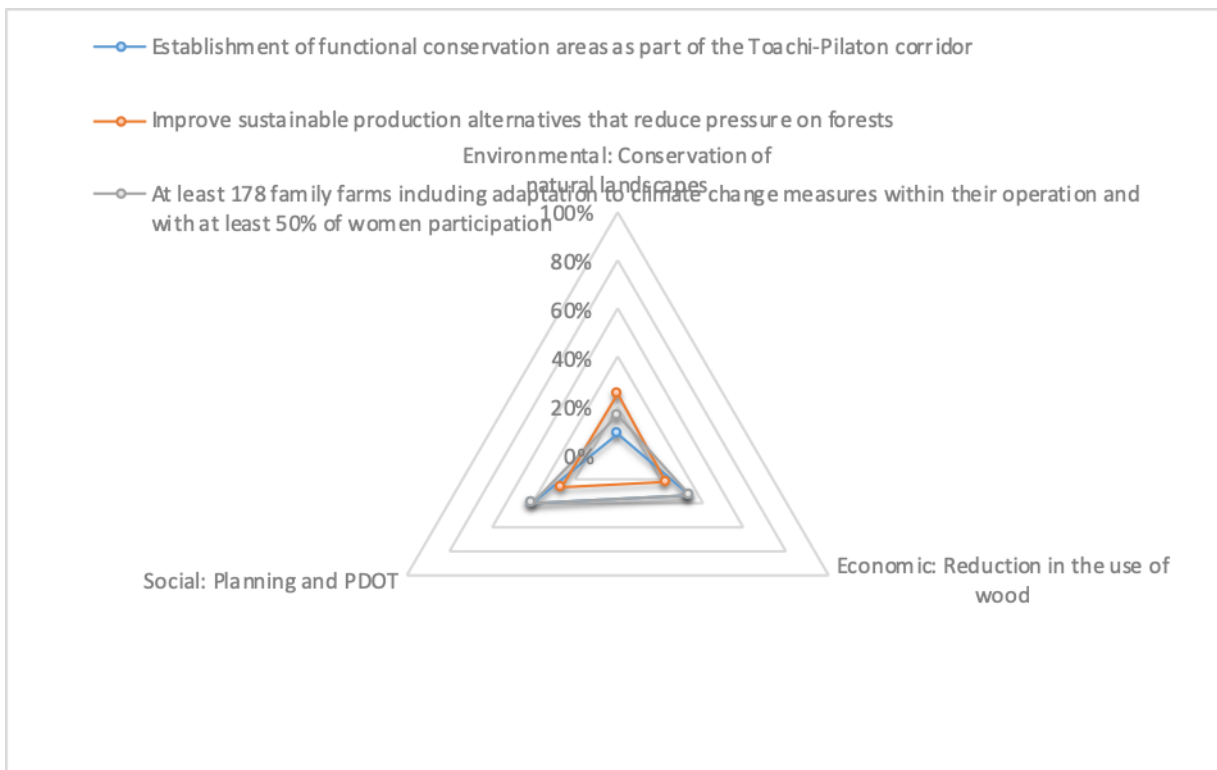 Establishment of functional conservation areas as part of the Toachi-Pilaton corridor
Improve sustainable production alternatives that reduce pressure on forests
Environmental: Conservation of
natural landscapes
At least 178 family farms including adaptation to climate change measures within their operation and
with at least 50% of women participation
100%
80%
60%
40%
20%
0%
Economic: Reduction in the use of
wood
Social: Planning and PDOT